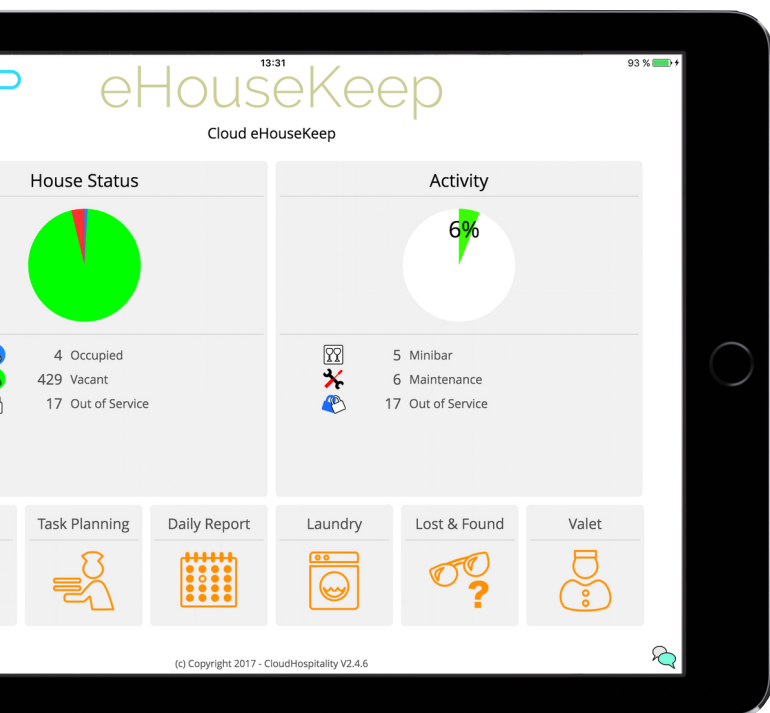 13:31
93 %
eHouseKeep
Cloud eHouseKeep
House Status
Activity
6%
4 Occupied
429 Vacant
17 Out of Service
5 Minibar
6 Maintenance
17 Out of Service
Task Planning
Daily Report
Laundry
Lost & Found
Valet
?
(c) Copyright 2017 - CloudHospitality V2.4.6